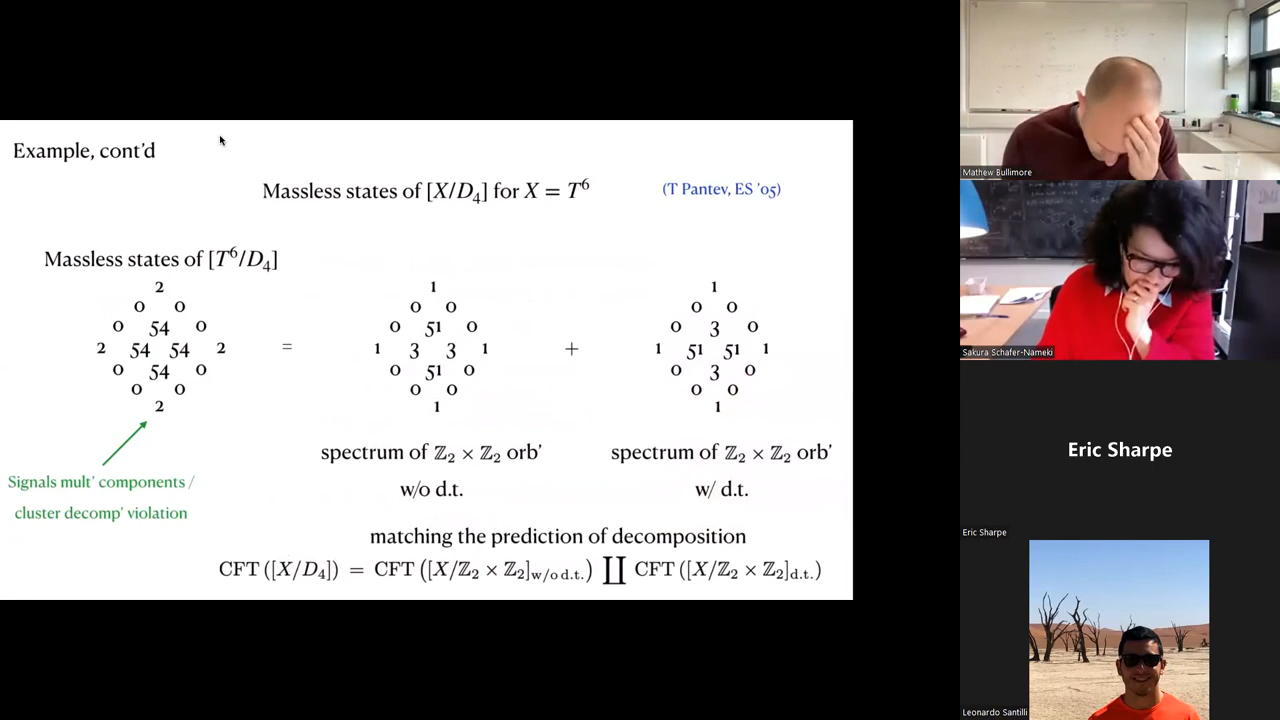 Example, cont'd
Massless states of [X/D₄] for X = T⁶
(T Pantev, ES '05)
Massless states of [T⁶/D₄]
2
0 0
0 54 0
2 54 54 2
0 54 0
0 0
2
=
1
0 0
0 51 0
1 3 3 1
0 51 0
0 0
1
+
1
0 0
0 3 0
1 51 51 1
0 3 0
0 0
1
spectrum of ℤ₂ × ℤ₂ orb'
w/o d.t.
spectrum of ℤ₂ × ℤ₂ orb'
w/ d.t.
Signals mult' components /
cluster decomp' violation
matching the prediction of decomposition
CFT ([X/D₄]) = CFT ([X/ℤ₂ × ℤ₂]w/o d.t.) ∐ CFT ([X/ℤ₂ × ℤ₂]d.t.)
Mathew Bullimore
Sakura Schafer-Nameki
Eric Sharpe
Eric Sharpe
Leonardo Santilli